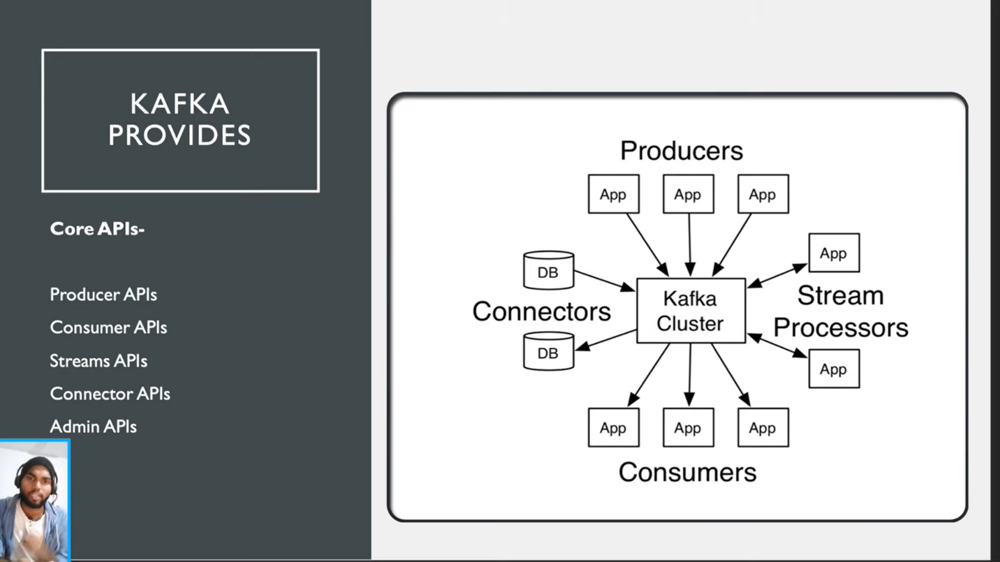 KAFKA
PROVIDES
Core APIs-
Producer APIs
Consumer APIs
Streams APIs
Connector APIs
Admin APIs
Producers
App
App
App
App
DB
Connectors
DB
Kafka
Cluster
Stream
Processors
App
App
App
App
Consumers